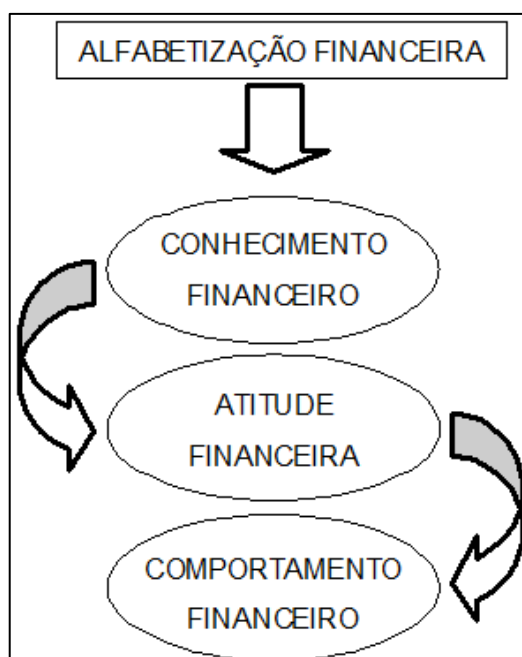 ALFABETIZAÇÃO FINANCEIRA
CONHECIMENTO
FINANCEIRO
ATITUDE
FINANCEIRA
COMPORTAMENTO
FINANCEIRO